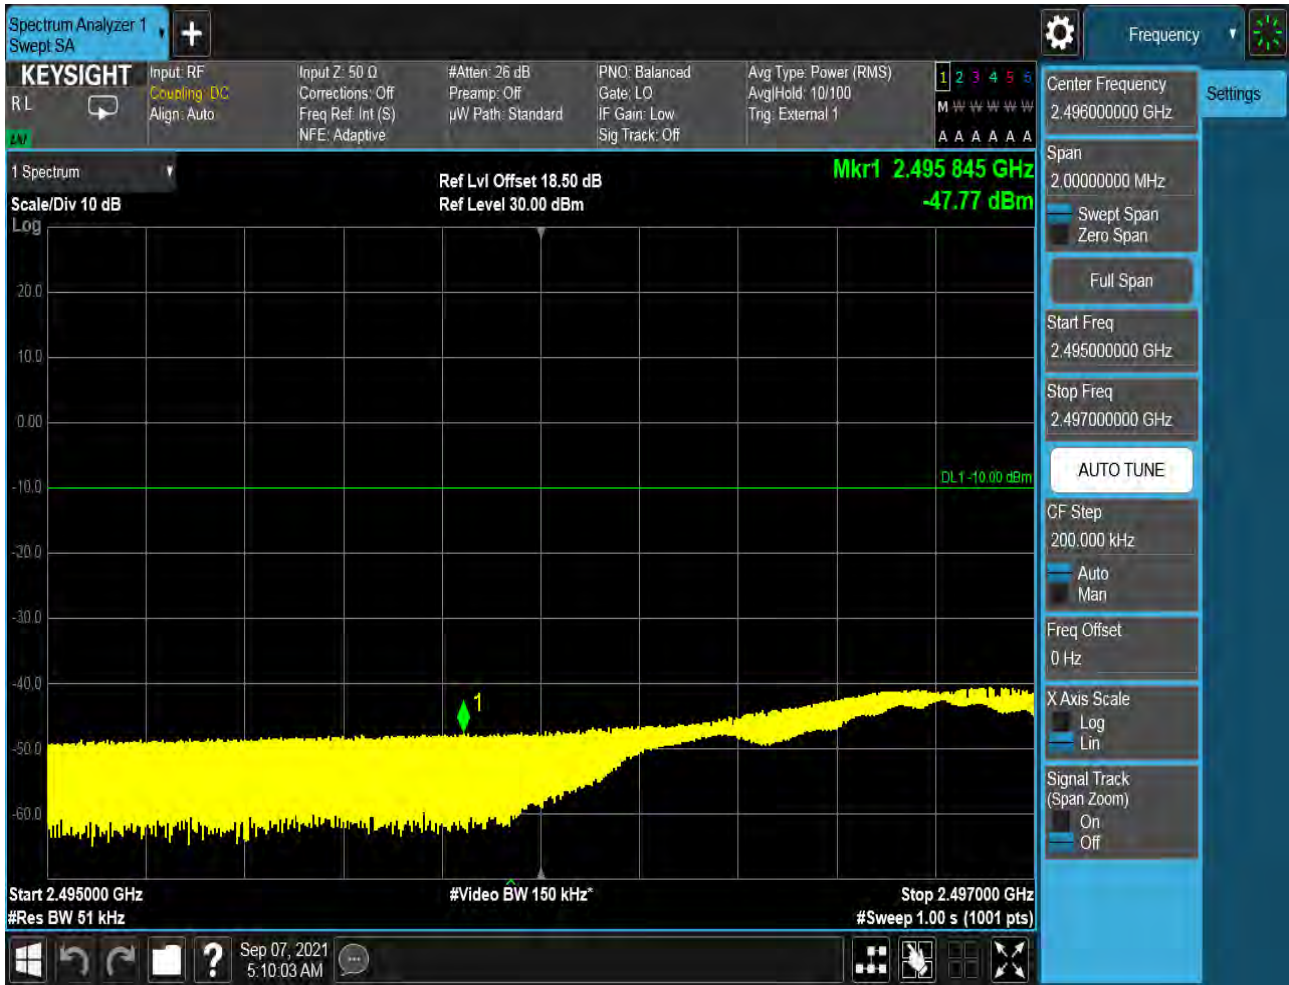 Spectrum Analyzer 1
Swept SA
+
Frequency
KEYSIGHT
R L
Input: RF
Coupling: DC
Align: Auto
Input Z: 50 Ω
Corrections: Off
Freq Ref: Int (S)
NFE: Adaptive
#Atten: 26 dB
Preamp: Off
µW Path: Standard
PNO: Balanced
Gate: LO
IF Gain: Low
Sig Track: Off
Avg Type: Power (RMS)
Avg|Hold: 10/100
Trig: External 1
1 2 3 4 5 6
M W W W W W
A A A A A A
1 Spectrum
Scale/Div 10 dB
Log
Ref Lvl Offset 18.50 dB
Ref Level 30.00 dBm
Mkr1 2.495 845 GHz
-47.77 dBm
20.0
10.0
0.00
-10.0
-20.0
-30.0
-40.0
-50.0
-60.0
DL1 -10.00 dBm
1
Start 2.495000 GHz
#Res BW 51 kHz
#Video BW 150 kHz*
Stop 2.497000 GHz
#Sweep 1.00 s (1001 pts)
?
Sep 07, 2021
5:10:03 AM
Center Frequency
2.496000000 GHz
Settings
Span
2.00000000 MHz
Swept Span
Zero Span
Full Span
Start Freq
2.495000000 GHz
Stop Freq
2.497000000 GHz
AUTO TUNE
CF Step
200.000 kHz
Auto
Man
Freq Offset
0 Hz
X Axis Scale
Log
Lin
Signal Track
(Span Zoom)
On
Off